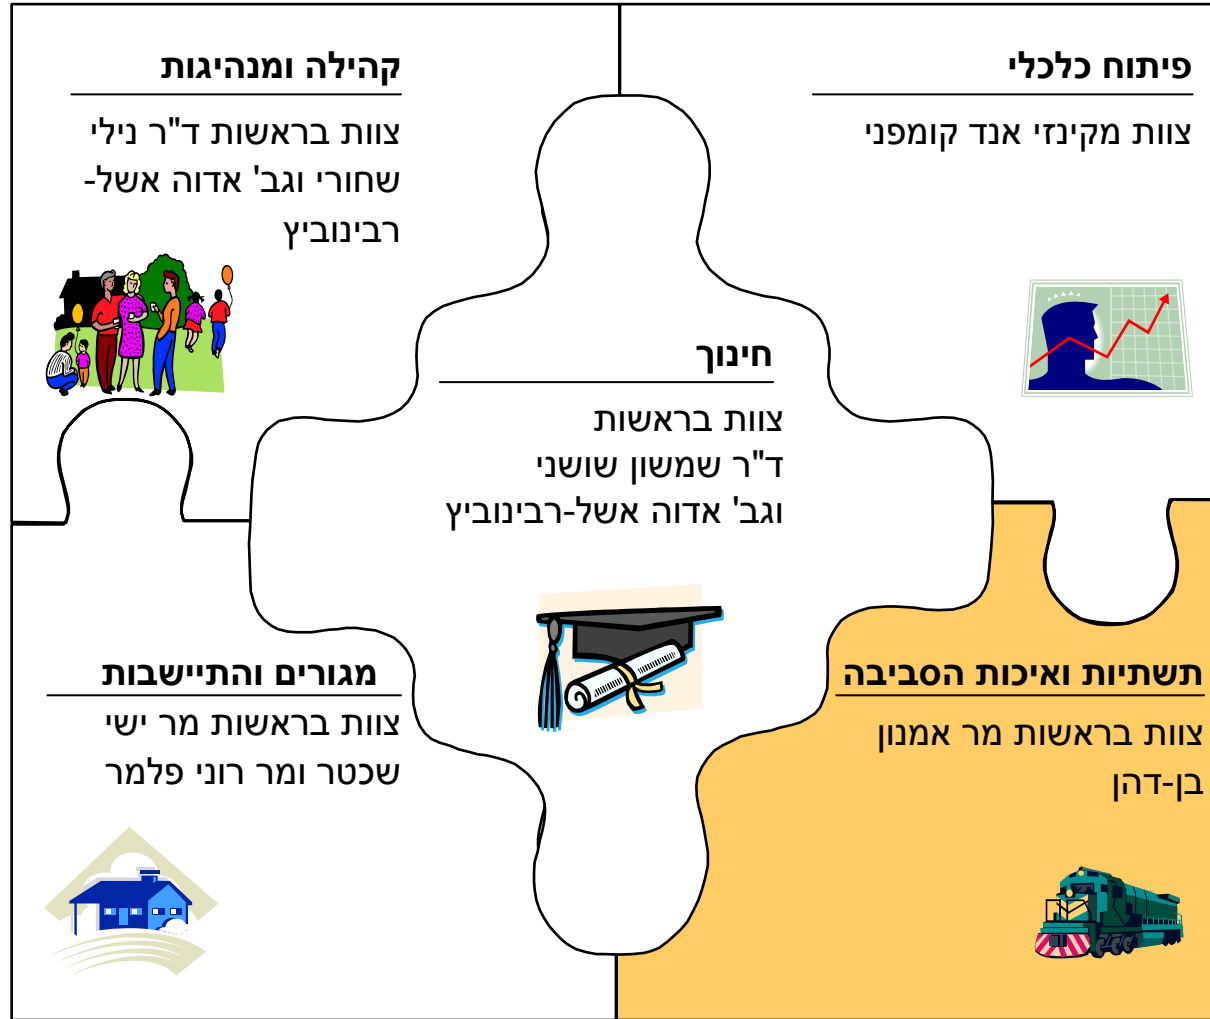 פיתוח כלכלי
צוות מקינזי אנד קומפני
קהילה ומנהיגות
צוות בראשות ד"ר נילי
שחורי וגב' אדוה אשל-
רבינוביץ
חינוך
צוות בראשות
ד"ר שמשון שושני
וגב' אדוה אשל-רבינוביץ
תשתיות ואיכות הסביבה
צוות בראשות מר אמנון
בן-דהן
מגורים והתיישבות
צוות בראשות מר ישי
שכטר ומר רוני פלמר